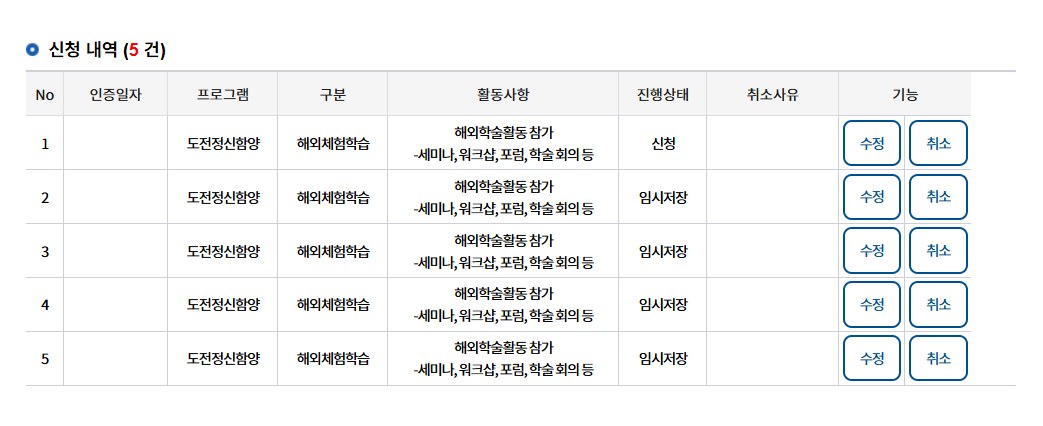 신청 내역 (5 건)
No 인증일자 프로그램 구분 활동사항 진행상태 취소사유 기능
1 도전정신함양 해외체험학습 해외학술활동 참가 신청 수정 취소
-세미나, 워크샵, 포럼, 학술 회의 등
2 도전정신함양 해외체험학습 해외학술활동 참가 임시저장 수정 취소
-세미나, 워크샵, 포럼, 학술 회의 등
3 도전정신함양 해외체험학습 해외학술활동 참가 임시저장 수정 취소
-세미나, 워크샵, 포럼, 학술 회의 등
4 도전정신함양 해외체험학습 해외학술활동 참가 임시저장 수정 취소
-세미나, 워크샵, 포럼, 학술 회의 등
5 도전정신함양 해외체험학습 해외학술활동 참가 임시저장 수정 취소
-세미나, 워크샵, 포럼, 학술 회의 등